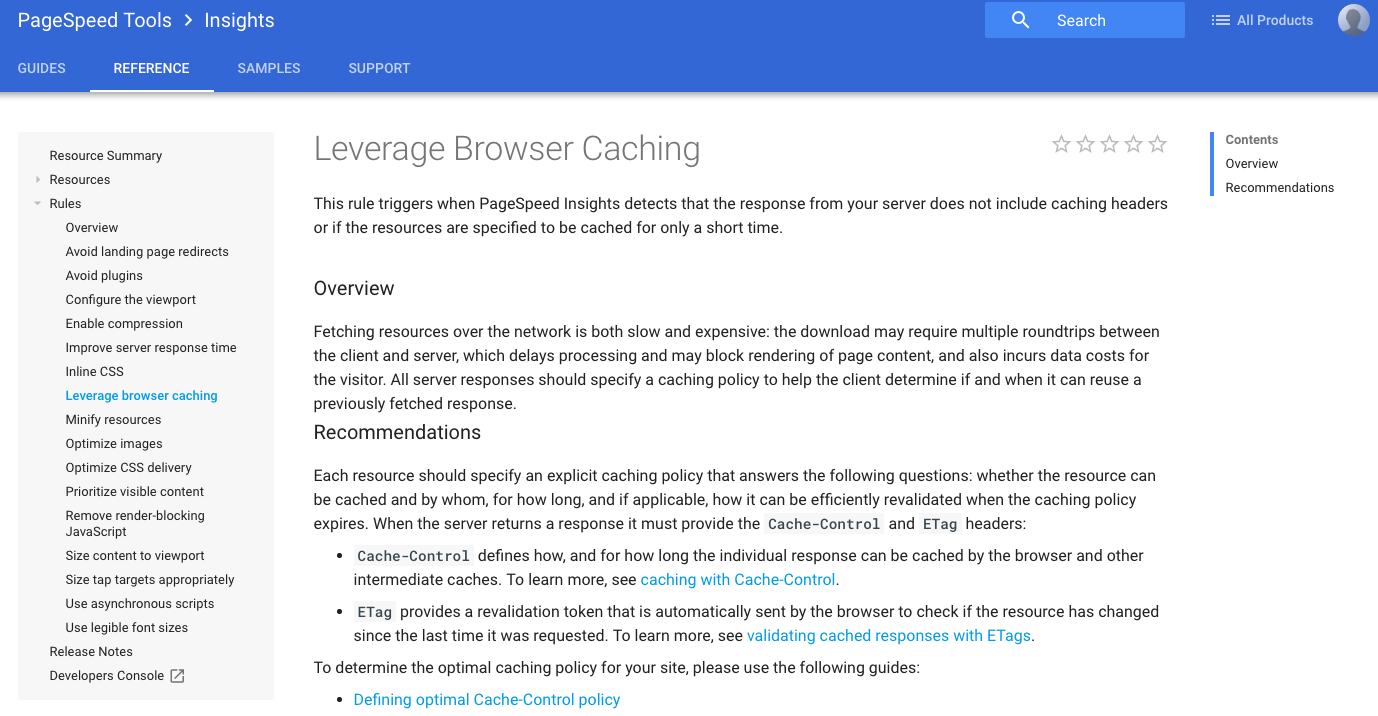 PageSpeed Tools > Insights
Search
All Products
GUIDES
REFERENCE
SAMPLES
SUPPORT
Resource Summary
Resources
Rules
Overview
Avoid landing page redirects
Avoid plugins
Configure the viewport
Enable compression
Improve server response time
Inline CSS
Leverage browser caching
Minify resources
Optimize images
Optimize CSS delivery
Prioritize visible content
Remove render-blocking
JavaScript
Size content to viewport
Size tap targets appropriately
Use asynchronous scripts
Use legible font sizes
Release Notes
Developers Console
Leverage Browser Caching
This rule triggers when PageSpeed Insights detects that the response from your server does not include caching headers
or if the resources are specified to be cached for only a short time.
Overview
Fetching resources over the network is both slow and expensive: the download may require multiple roundtrips between
the client and server, which delays processing and may block rendering of page content, and also incurs data costs for
the visitor. All server responses should specify a caching policy to help the client determine if and when it can reuse a
previously fetched response.
Recommendations
Each resource should specify an explicit caching policy that answers the following questions: whether the resource can
be cached and by whom, for how long, and if applicable, how it can be efficiently revalidated when the caching policy
expires. When the server returns a response it must provide the Cache-Control and ETag headers:
• Cache-Control defines how, and for how long the individual response can be cached by the browser and other
intermediate caches. To learn more, see caching with Cache-Control.
• ETag provides a revalidation token that is automatically sent by the browser to check if the resource has changed
since the last time it was requested. To learn more, see validating cached responses with ETags.
To determine the optimal caching policy for your site, please use the following guides:
• Defining optimal Cache-Control policy
Contents
Overview
Recommendations